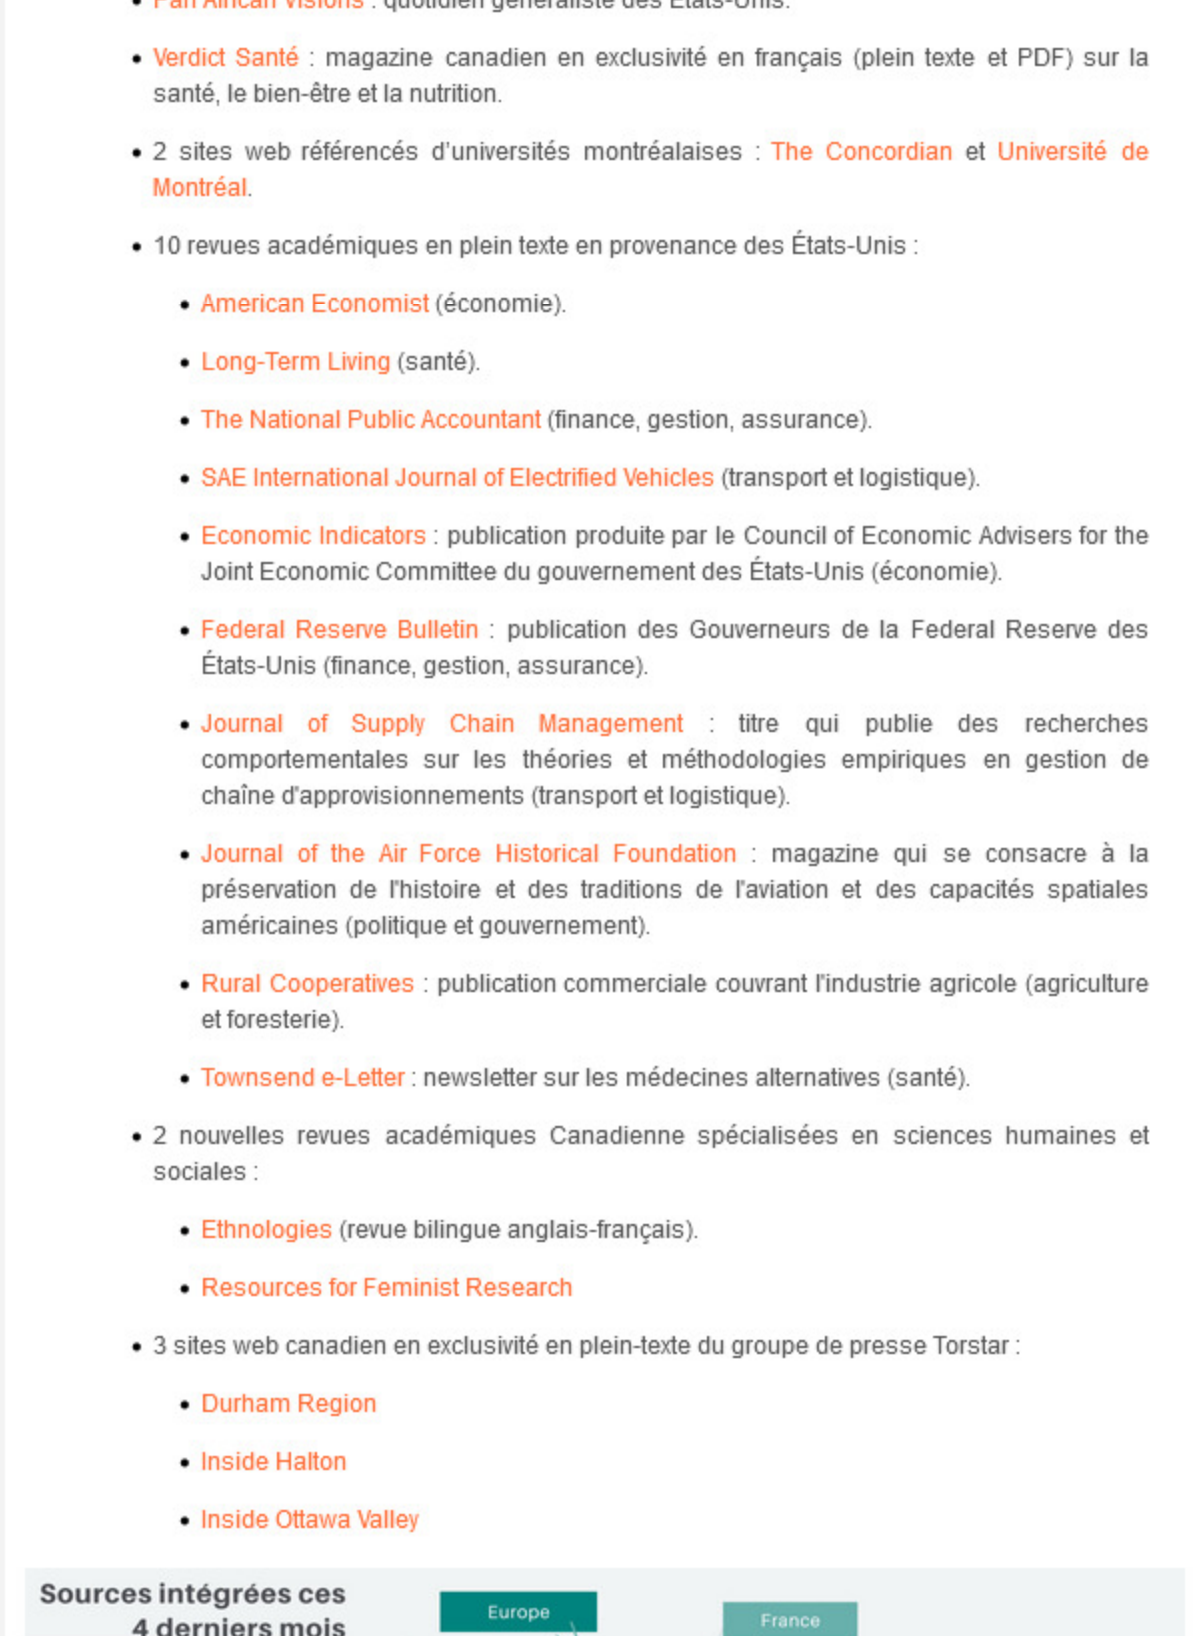 Pan African Visions : quotidien généraliste des États-Unis.
Verdict Santé : magazine canadien en exclusivité en français (plein texte et PDF) sur la
santé, le bien-être et la nutrition.
2 sites web référencés d'universités montréalaises : The Concordian et Université de
Montréal.
10 revues académiques en plein texte en provenance des États-Unis :
American Economist (économie).
Long-Term Living (santé).
The National Public Accountant (finance, gestion, assurance).
SAE International Journal of Electrified Vehicles (transport et logistique).
Economic Indicators : publication produite par le Council of Economic Advisers for the
Joint Economic Committee du gouvernement des États-Unis (économie).
Federal Reserve Bulletin : publication des Gouverneurs de la Federal Reserve des
États-Unis (finance, gestion, assurance).
Journal of Supply Chain Management : titre qui publie des recherches
comportementales sur les théories et méthodologies empiriques en gestion de
chaîne d'approvisionnements (transport et logistique).
Journal of the Air Force Historical Foundation : magazine qui se consacre à la
préservation de l'histoire et des traditions de l'aviation et des capacités spatiales
américaines (politique et gouvernement).
Rural Cooperatives : publication commerciale couvrant l'industrie agricole (agriculture
et foresterie).
Townsend e-Letter : newsletter sur les médecines alternatives (santé).
2 nouvelles revues académiques Canadienne spécialisées en sciences humaines et
sociales :
Ethnologies (revue bilingue anglais-français).
Resources for Feminist Research
3 sites web canadien en exclusivité en plein-texte du groupe de presse Torstar :
Durham Region
Inside Halton
Inside Ottawa Valley
Sources intégrées ces
4 derniers mois
Europe
France